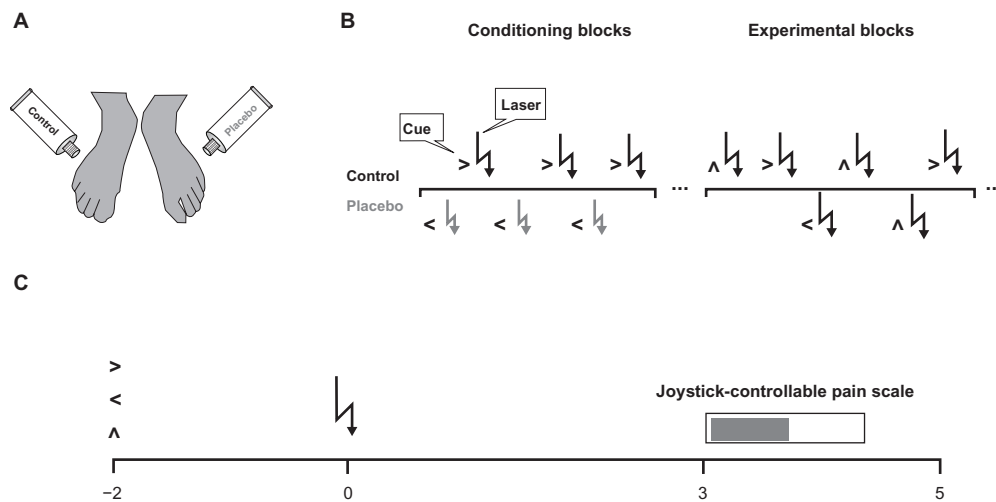 A
Control
Placebo
B
Conditioning blocks
Experimental blocks
Laser
Cue
> > > ^ > ^ >
Control
... ..
Placebo
< < < < ^
C
>
<
^
Joystick-controllable pain scale
−2 0 3 5